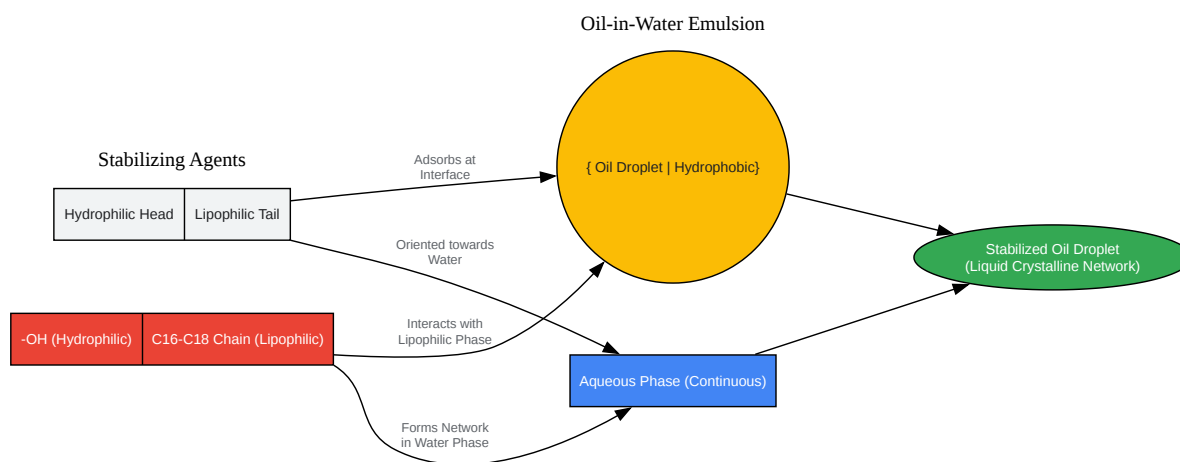 Oil-in-Water Emulsion
Stabilizing Agents
Hydrophilic Head
Lipophilic Tail
Adsorbs at
Interface
{ Oil Droplet | Hydrophobic}
Oriented towards
Water
Stabilized Oil Droplet
(Liquid Crystalline Network)
-OH (Hydrophilic)
C16-C18 Chain (Lipophilic)
Interacts with
Lipophilic Phase
Aqueous Phase (Continuous)
Forms Network
in Water Phase